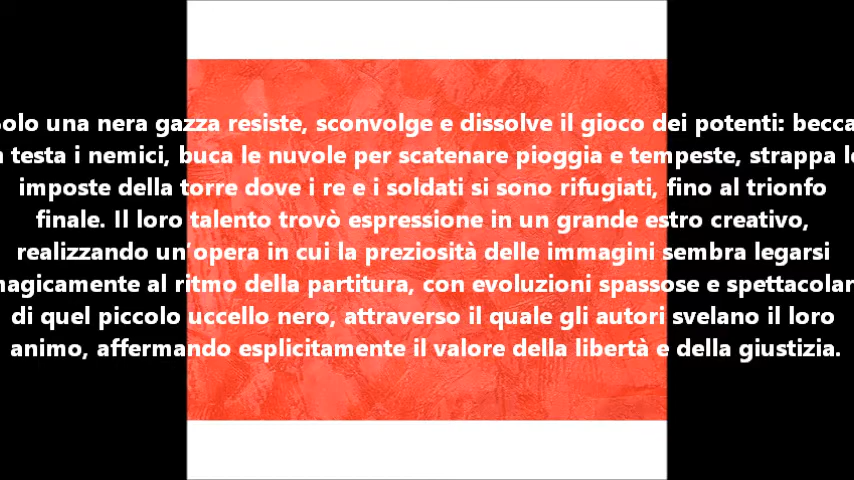 olo una nera gazza resiste, sconvolge e dissolve il gioco dei potenti: becca
testa i nemici, buca le nuvole per scatenare pioggia e tempeste, strappa le
imposte della torre dove i re e i soldati si sono rifugiati, fino al trionfo
finale. Il loro talento trovò espressione in un grande estro creativo,
realizzando un'opera in cui la preziosità delle immagini sembra legarsi
magicamente al ritmo della partitura, con evoluzioni spassose e spettacolar
di quel piccolo uccello nero, attraverso il quale gli autori svelano il loro
animo, affermando esplicitamente il valore della libertà e della giustizia.